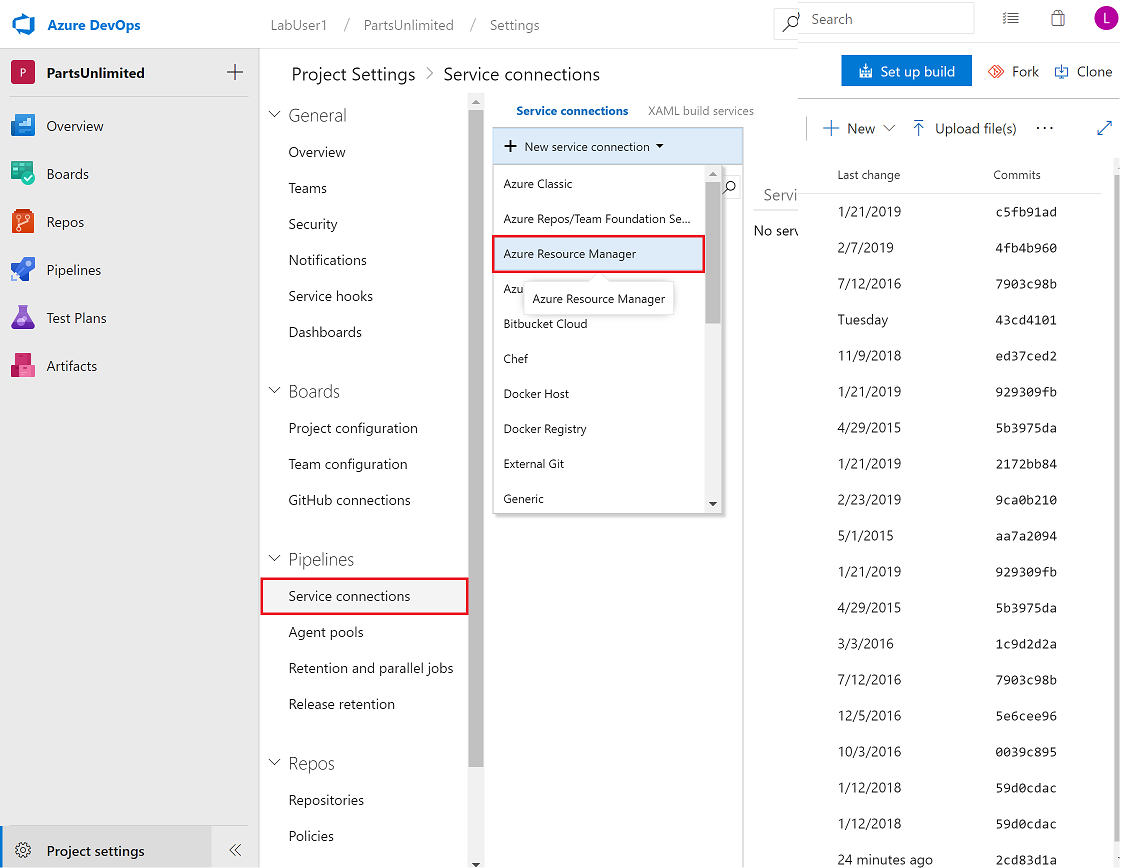 Azure DevOps
LabUser1 / PartsUnlimited / Settings
Search
L
P PartsUnlimited
Overview
Boards
Repos
Pipelines
Test Plans
Artifacts
Project settings
Project Settings > Service connections
General
Overview
Teams
Security
Notifications
Service hooks
Dashboards
Boards
Project configuration
Team configuration
GitHub connections
Pipelines
Service connections
Agent pools
Retention and parallel jobs
Release retention
Repos
Repositories
Policies
Service connections XAML build services
New service connection
Azure Classic
Azure Repos/Team Foundation Se...
Azure Resource Manager
Azu
Azure Resource Manager
Bitbucket Cloud
Chef
Docker Host
Docker Registry
External Git
Generic
Servi
No serv
Set up build Fork Clone
New Upload file(s) ...
Last change Commits
1/21/2019 c5fb91ad
2/7/2019 4fb4b960
7/12/2016 7903c98b
Tuesday 43cd4101
11/9/2018 ed37ced2
1/21/2019 929309fb
4/29/2015 5b3975da
1/21/2019 2172bb84
2/23/2019 9ca0b210
5/1/2015 aa7a2094
1/21/2019 929309fb
4/29/2015 5b3975da
3/3/2016 1c9d2d2a
7/12/2016 7903c98b
12/5/2016 5e6cee96
10/3/2016 0039c895
1/12/2018 59d0cdac
1/12/2018 59d0cdac
24 minutes ago 2cd83d1a